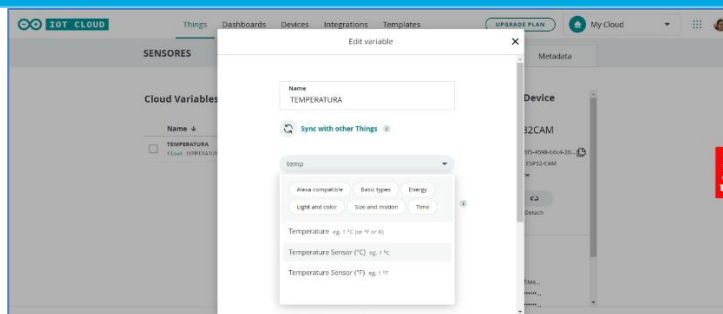 IOT CLOUD
Things Dashboards Devices Integrations Templates
UPGRADE PLAN
My Cloud
Edit variable
SENSORES
Metadata
Cloud Variables
Name ↓
TEMPERATURA
Name
TEMPERATURA
Sync with other Things
temp
Alexa compatible Basic types Energy
Light and color Size and motion Time
Temperature eg. 1 °C (or °F or K)
Temperature Sensor (°C) eg. 1 °C
Temperature Sensor (°F) eg. 1 °F
Device
32CAM
ESP32-CAM
Detach